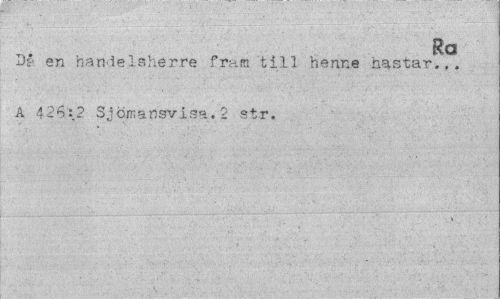 Ra
Då en handelsherre fram till henne hastar...
A 426:2 Sjömansvisa.2 str.